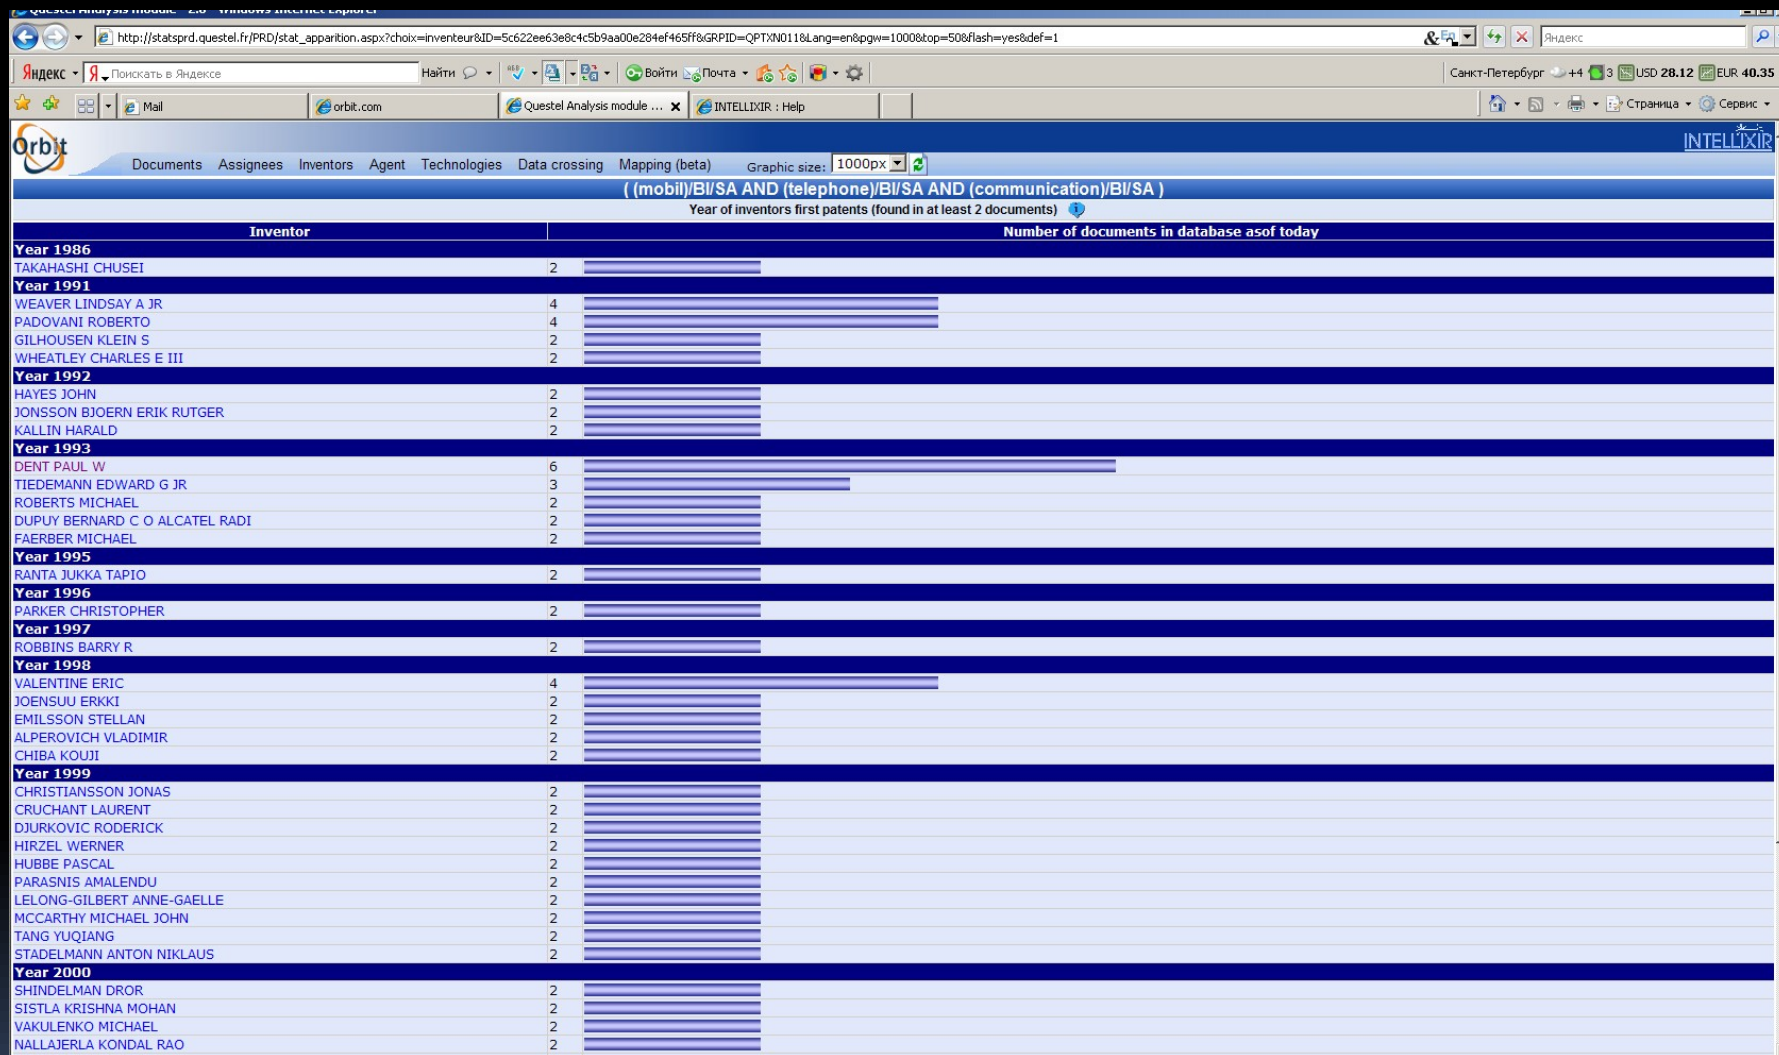 Questel Analysis module - 2.0 - Windows Internet Explorer
http://statsprd.questel.fr/PRD/stat_apparition.aspx?choix=inventeur&ID=5c622ee63e8c4c5b9aa00e284ef465ff&GRPID=QPTXN011&Lang=en&pgw=1000&top=50&flash=yes&def=1 Яндекс
Яндекс Поискать в Яндексе Найти Войти Почта Санкт-Петербург +4 3 USD 28.12 EUR 40.35
Mail orbit.com Questel Analysis module ... INTELLIXIR : Help Страница Сервис
Orbit INTELLIXIR
Documents Assignees Inventors Agent Technologies Data crossing Mapping (beta) Graphic size: 1000px
( (mobil)/BI/SA AND (telephone)/BI/SA AND (communication)/BI/SA )
Year of inventors first patents (found in at least 2 documents)
Inventor Number of documents in database asof today
Year 1986
TAKAHASHI CHUSEI 2
Year 1991
WEAVER LINDSAY A JR 4
PADOVANI ROBERTO 4
GILHOUSEN KLEIN S 2
WHEATLEY CHARLES E III 2
Year 1992
HAYES JOHN 2
JONSSON BJOERN ERIK RUTGER 2
KALLIN HARALD 2
Year 1993
DENT PAUL W 6
TIEDEMANN EDWARD G JR 3
ROBERTS MICHAEL 2
DUPUY BERNARD C O ALCATEL RADI 2
FAERBER MICHAEL 2
Year 1995
RANTA JUKKA TAPIO 2
Year 1996
PARKER CHRISTOPHER 2
Year 1997
ROBBINS BARRY R 2
Year 1998
VALENTINE ERIC 4
JOENSUU ERKKI 2
EMILSSON STELLAN 2
ALPEROVICH VLADIMIR 2
CHIBA KOUJI 2
Year 1999
CHRISTIANSSON JONAS 2
CRUCHANT LAURENT 2
DJURKOVIC RODERICK 2
HIRZEL WERNER 2
HUBBE PASCAL 2
PARASNIS AMALENDU 2
LELONG-GILBERT ANNE-GAELLE 2
MCCARTHY MICHAEL JOHN 2
TANG YUQIANG 2
STADELMANN ANTON NIKLAUS 2
Year 2000
SHINDELMAN DROR 2
SISTLA KRISHNA MOHAN 2
VAKULENKO MICHAEL 2
NALLAJERLA KONDAL RAO 2